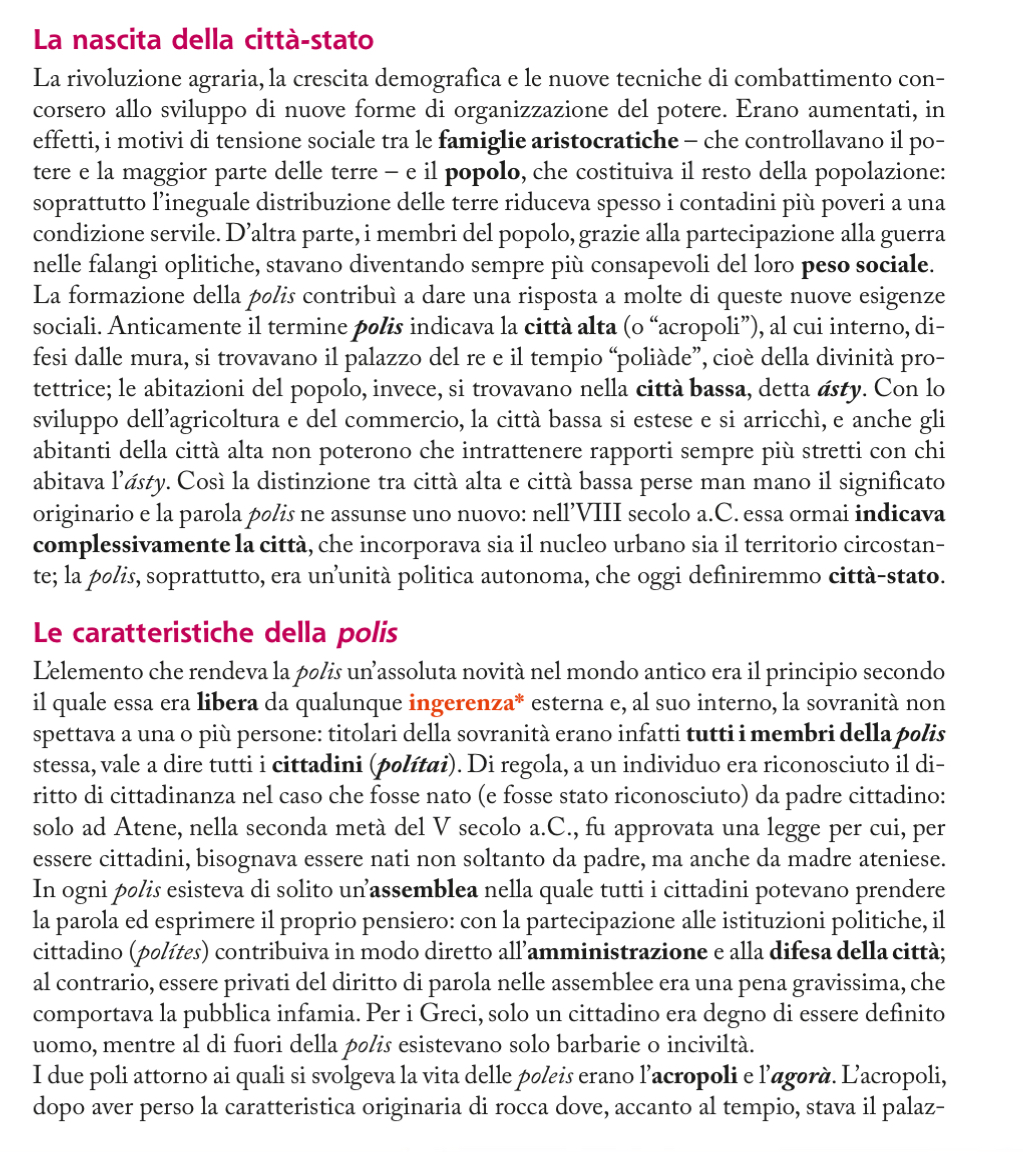 La nascita della città-stato
La rivoluzione agraria, la crescita demografica e le nuove tecniche di combattimento con-
corsero allo sviluppo di nuove forme di organizzazione del potere. Erano aumentati, in
effetti, i motivi di tensione sociale tra le famiglie aristocratiche – che controllavano il po-
tere e la maggior parte delle terre – e il popolo, che costituiva il resto della popolazione:
soprattutto l’ineguale distribuzione delle terre riduceva spesso i contadini più poveri a una
condizione servile. D’altra parte, i membri del popolo, grazie alla partecipazione alla guerra
nelle falangi oplitiche, stavano diventando sempre più consapevoli del loro peso sociale.
La formazione della polis contribuì a dare una risposta a molte di queste nuove esigenze
sociali. Anticamente il termine polis indicava la città alta (o “acropoli”), al cui interno, di-
fesi dalle mura, si trovavano il palazzo del re e il tempio “poliàde”, cioè della divinità pro-
tettrice; le abitazioni del popolo, invece, si trovavano nella città bassa, detta ásty. Con lo
sviluppo dell’agricoltura e del commercio, la città bassa si estese e si arricchì, e anche gli
abitanti della città alta non poterono che intrattenere rapporti sempre più stretti con chi
abitava l’ásty. Così la distinzione tra città alta e città bassa perse man mano il significato
originario e la parola polis ne assunse uno nuovo: nell’VIII secolo a.C. essa ormai indicava
complessivamente la città, che incorporava sia il nucleo urbano sia il territorio circostan-
te; la polis, soprattutto, era un’unità politica autonoma, che oggi definiremmo città-stato.
Le caratteristiche della polis
L’elemento che rendeva la polis un’assoluta novità nel mondo antico era il principio secondo
il quale essa era libera da qualunque ingerenza* esterna e, al suo interno, la sovranità non
spettava a una o più persone: titolari della sovranità erano infatti tutti i membri della polis
stessa, vale a dire tutti i cittadini (polítai). Di regola, a un individuo era riconosciuto il di-
ritto di cittadinanza nel caso che fosse nato (e fosse stato riconosciuto) da padre cittadino:
solo ad Atene, nella seconda metà del V secolo a.C., fu approvata una legge per cui, per
essere cittadini, bisognava essere nati non soltanto da padre, ma anche da madre ateniese.
In ogni polis esisteva di solito un’assemblea nella quale tutti i cittadini potevano prendere
la parola ed esprimere il proprio pensiero: con la partecipazione alle istituzioni politiche, il
cittadino (polítes) contribuiva in modo diretto all’amministrazione e alla difesa della città;
al contrario, essere privati del diritto di parola nelle assemblee era una pena gravissima, che
comportava la pubblica infamia. Per i Greci, solo un cittadino era degno di essere definito
uomo, mentre al di fuori della polis esistevano solo barbarie o inciviltà.
I due poli attorno ai quali si svolgeva la vita delle poleis erano l’acropoli e l’agorà. L’acropoli,
dopo aver perso la caratteristica originaria di rocca dove, accanto al tempio, stava il palaz-